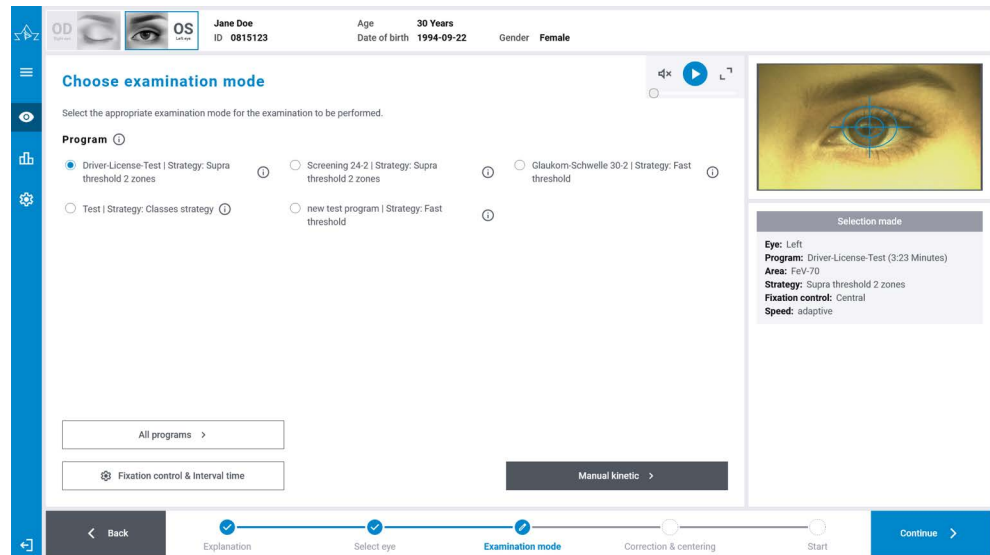 OD
Right eye
OS
Left eye
Jane Doe
ID 0815123
Age 30 Years
Date of birth 1994-09-22
Gender Female
Choose examination mode
Select the appropriate examination mode for the examination to be performed.
Program
Driver-License-Test | Strategy: Supra
threshold 2 zones
Screening 24-2 | Strategy: Supra
threshold 2 zones
Glaukom-Schwelle 30-2 | Strategy: Fast
threshold
Test | Strategy: Classes strategy
new test program | Strategy: Fast
threshold
Selection made
Eye: Left
Program: Driver-License-Test (3:23 Minutes)
Area: FeV-70
Strategy: Supra threshold 2 zones
Fixation control: Central
Speed: adaptive
All programs >
Fixation control & Interval time
Manual kinetic >
Back
Explanation
Select eye
Examination mode
Correction & centering
Start
Continue